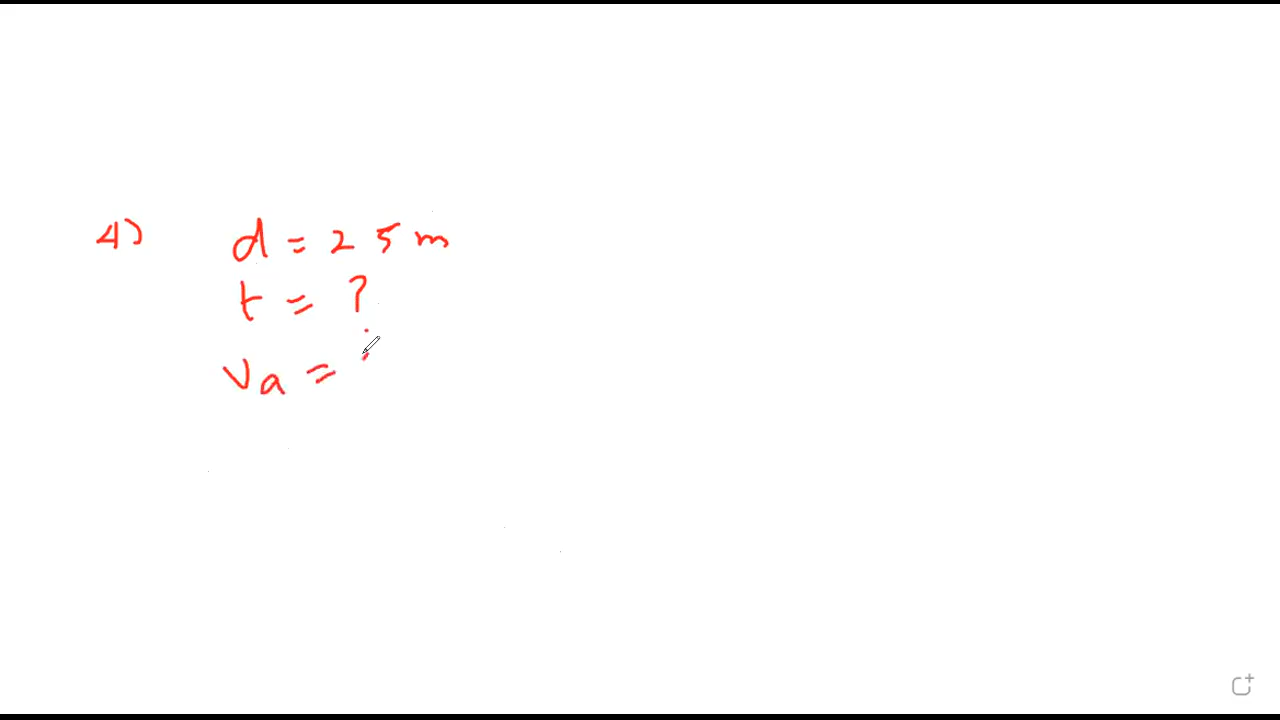 4) d = 25 m
t = ?
Va =